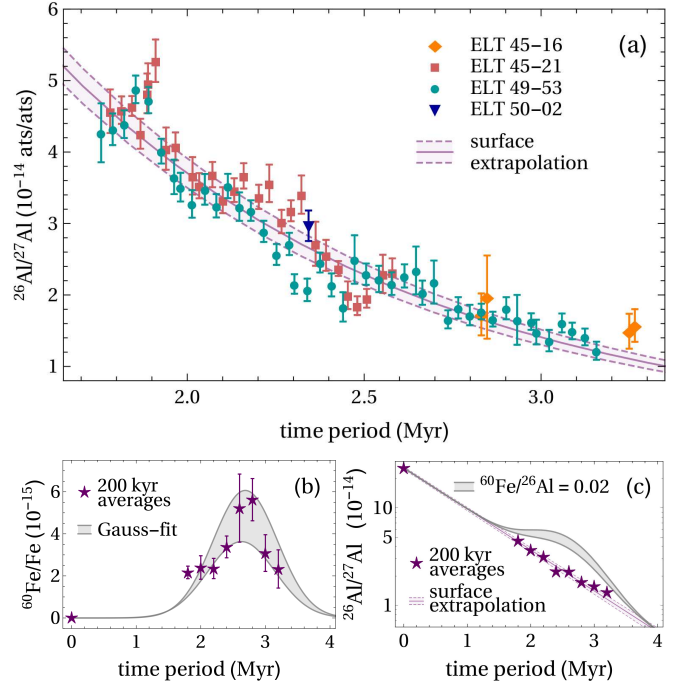 6
5
4
3
2
1
²⁶Al/²⁷Al (10⁻¹⁴ ats/ats)
(a)
ELT 45−16
ELT 45−21
ELT 49−53
ELT 50−02
surface
extrapolation
2.0 2.5 3.0
time period (Myr)
(b)
200 kyr
averages
Gauss−fit
6
4
2
0
⁶⁰Fe/Fe (10⁻¹⁵)
0 1 2 3 4
time period (Myr)
(c)
⁶⁰Fe/²⁶Al = 0.02
10
5
1
²⁶Al/²⁷Al (10⁻¹⁴)
200 kyr
averages
surface
extrapolation
0 1 2 3 4
time period (Myr)